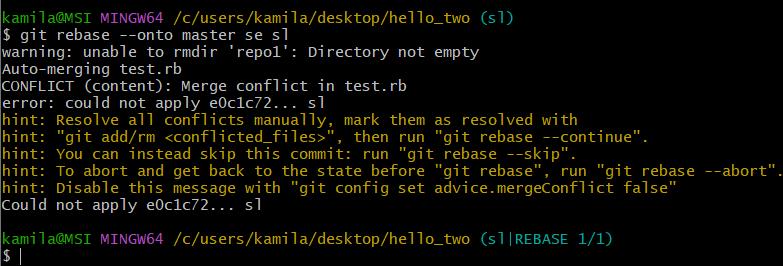 kamila@MSI MINGW64 /c/users/kamila/desktop/hello_two (sl)
$ git rebase --onto master se sl
warning: unable to rmdir 'repo1': Directory not empty
Auto-merging test.rb
CONFLICT (content): Merge conflict in test.rb
error: could not apply e0c1c72... sl
hint: Resolve all conflicts manually, mark them as resolved with
hint: "git add/rm <conflicted_files>", then run "git rebase --continue".
hint: You can instead skip this commit: run "git rebase --skip".
hint: To abort and get back to the state before "git rebase", run "git rebase --abort".
hint: Disable this message with "git config set advice.mergeConflict false"
Could not apply e0c1c72... sl
kamila@MSI MINGW64 /c/users/kamila/desktop/hello_two (sl|REBASE 1/1)
$